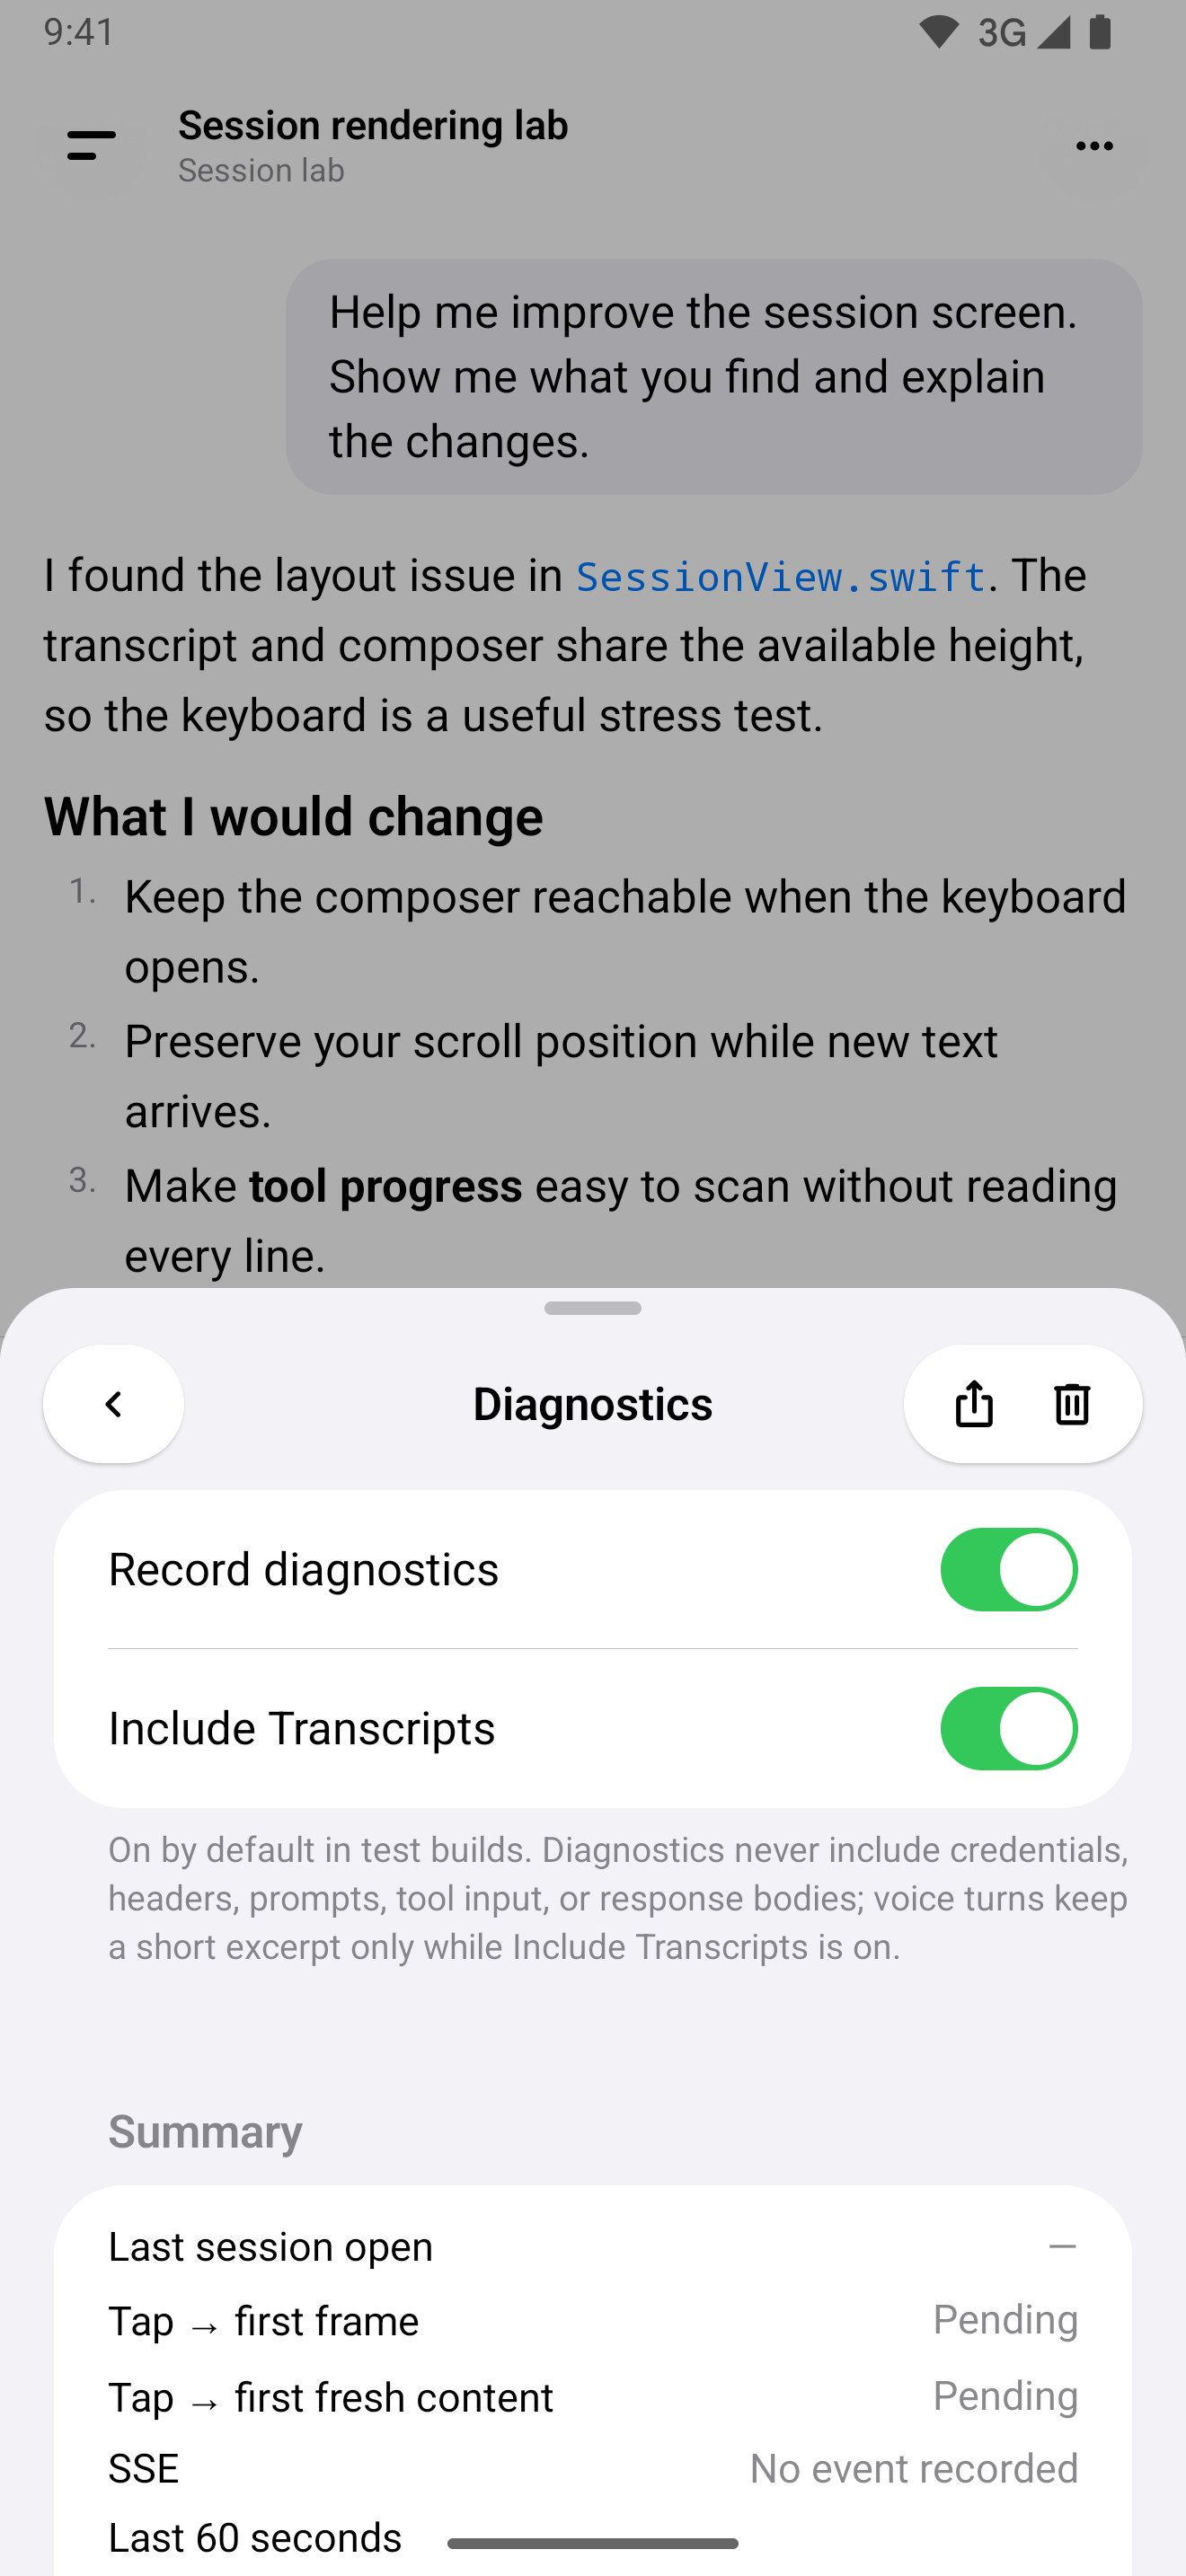 9:41
3G
Session rendering lab
Session lab
Help me improve the session screen.
Show me what you find and explain
the changes.
I found the layout issue in SessionView.swift. The
transcript and composer share the available height,
so the keyboard is a useful stress test.
What I would change
1. Keep the composer reachable when the keyboard
opens.
2. Preserve your scroll position while new text
arrives.
3. Make tool progress easy to scan without reading
every line.
Diagnostics
Record diagnostics
Include Transcripts
On by default in test builds. Diagnostics never include credentials,
headers, prompts, tool input, or response bodies; voice turns keep
a short excerpt only while Include Transcripts is on.
Summary
Last session open —
Tap → first frame Pending
Tap → first fresh content Pending
SSE No event recorded
Last 60 seconds